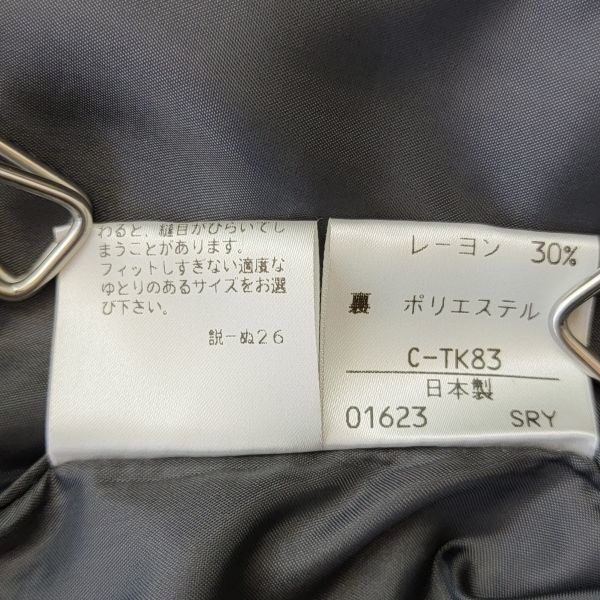 わると、縫目がひらいてし
まうことがあります。
フィットしすぎない適度な
ゆとりのあるサイズをお選
び下さい。
説-ぬ26
レーヨン 30%
裏 ポリエステル
C-TK83
日本製
01623 SRY